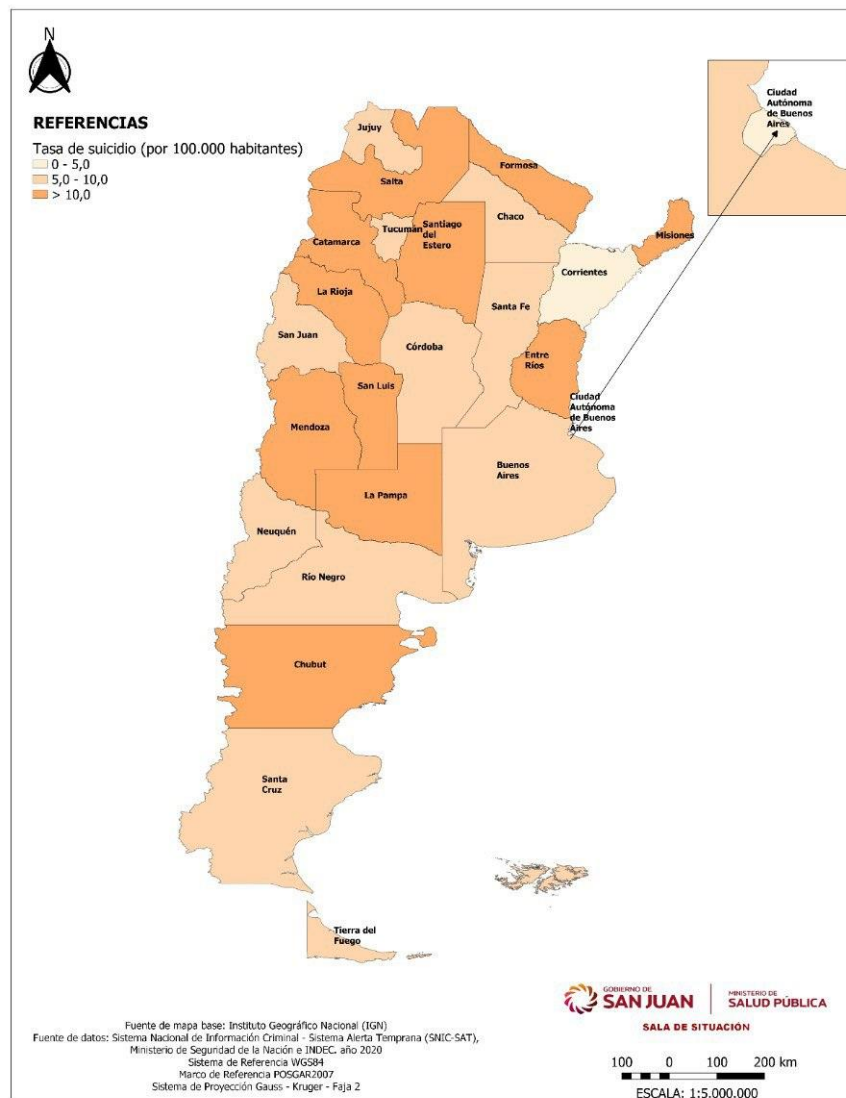 N
REFERENCIAS
Tasa de suicidio (por 100.000 habitantes)
0 - 5,0
5,0 - 10,0
> 10,0
Ciudad
Autónoma
de Buenos
Aires
Jujuy
Salta
Formosa
Chaco
Tucumán
Santiago
del
Estero
Catamarca
Misiones
Corrientes
La Rioja
Santa Fe
San Juan
Córdoba
Entre
Ríos
San Luis
Ciudad
Autónoma
de Buenos
Aires
Mendoza
Buenos
Aires
La Pampa
Neuquén
Río Negro
Chubut
Santa
Cruz
Tierra del
Fuego
GOBIERNO DE
SAN JUAN
MINISTERIO DE
SALUD PÚBLICA
SALA DE SITUACIÓN
Fuente de mapa base: Instituto Geográfico Nacional (IGN)
Fuente de datos: Sistema Nacional de Información Criminal - Sistema Alerta Temprana (SNIC-SAT),
Ministerio de Seguridad de la Nación e INDEC. año 2020
Sistema de Referencia WGS84
Marco de Referencia POSGAR2007
Sistema de Proyección Gauss - Kruger - Faja 2
100 0 100 200 km
ESCALA: 1:5.000.000